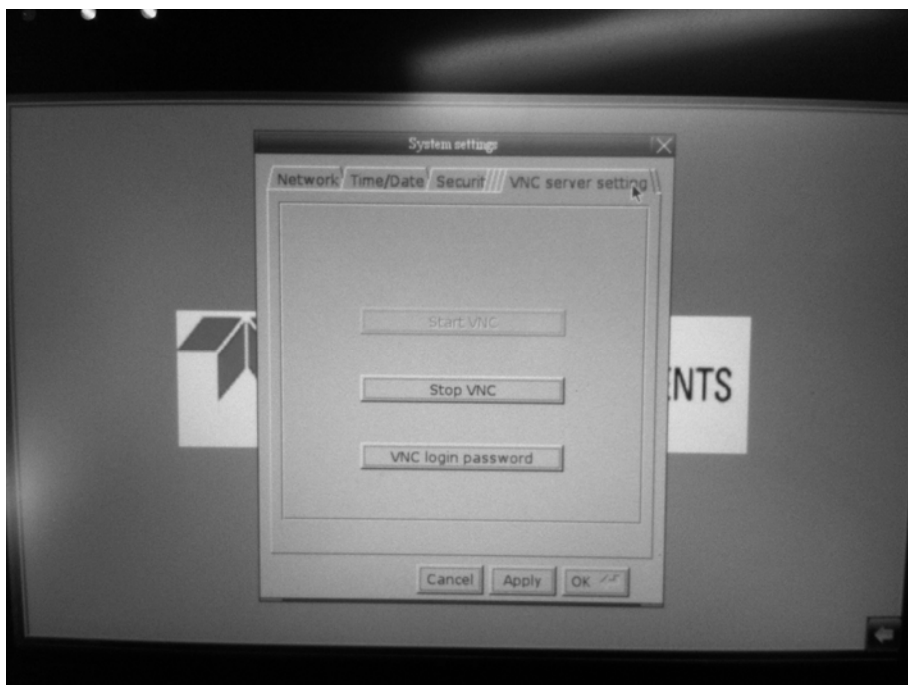 System settings
Network Time/Date Securit VNC server setting
Start VNC
Stop VNC
VNC login password
ENTS
Cancel Apply OK